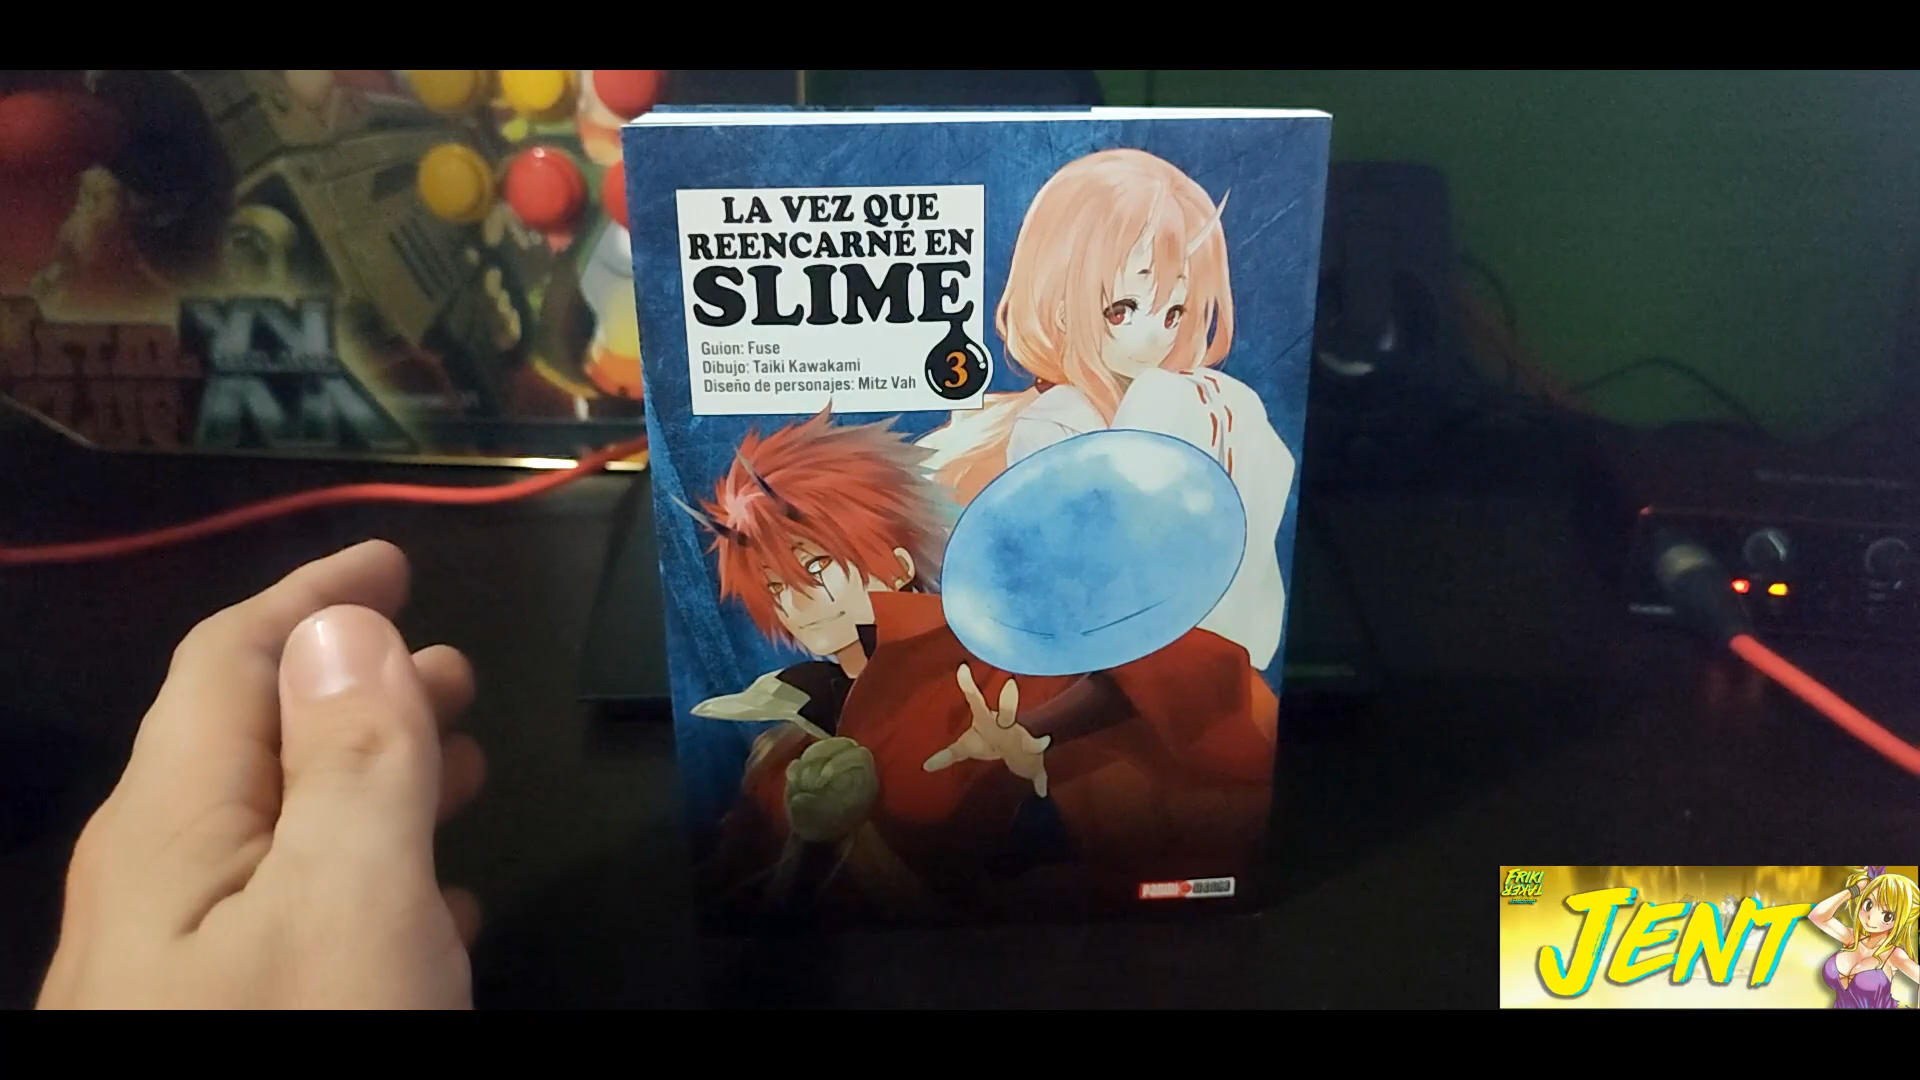 LA VEZ QUE
REENCARNÉ EN
SLIME
3
Guion: Fuse
Dibujo: Taiki Kawakami
Diseño de personajes: Mitz Vah
PANINI MANGA
FRIKI
TAKER
JENT